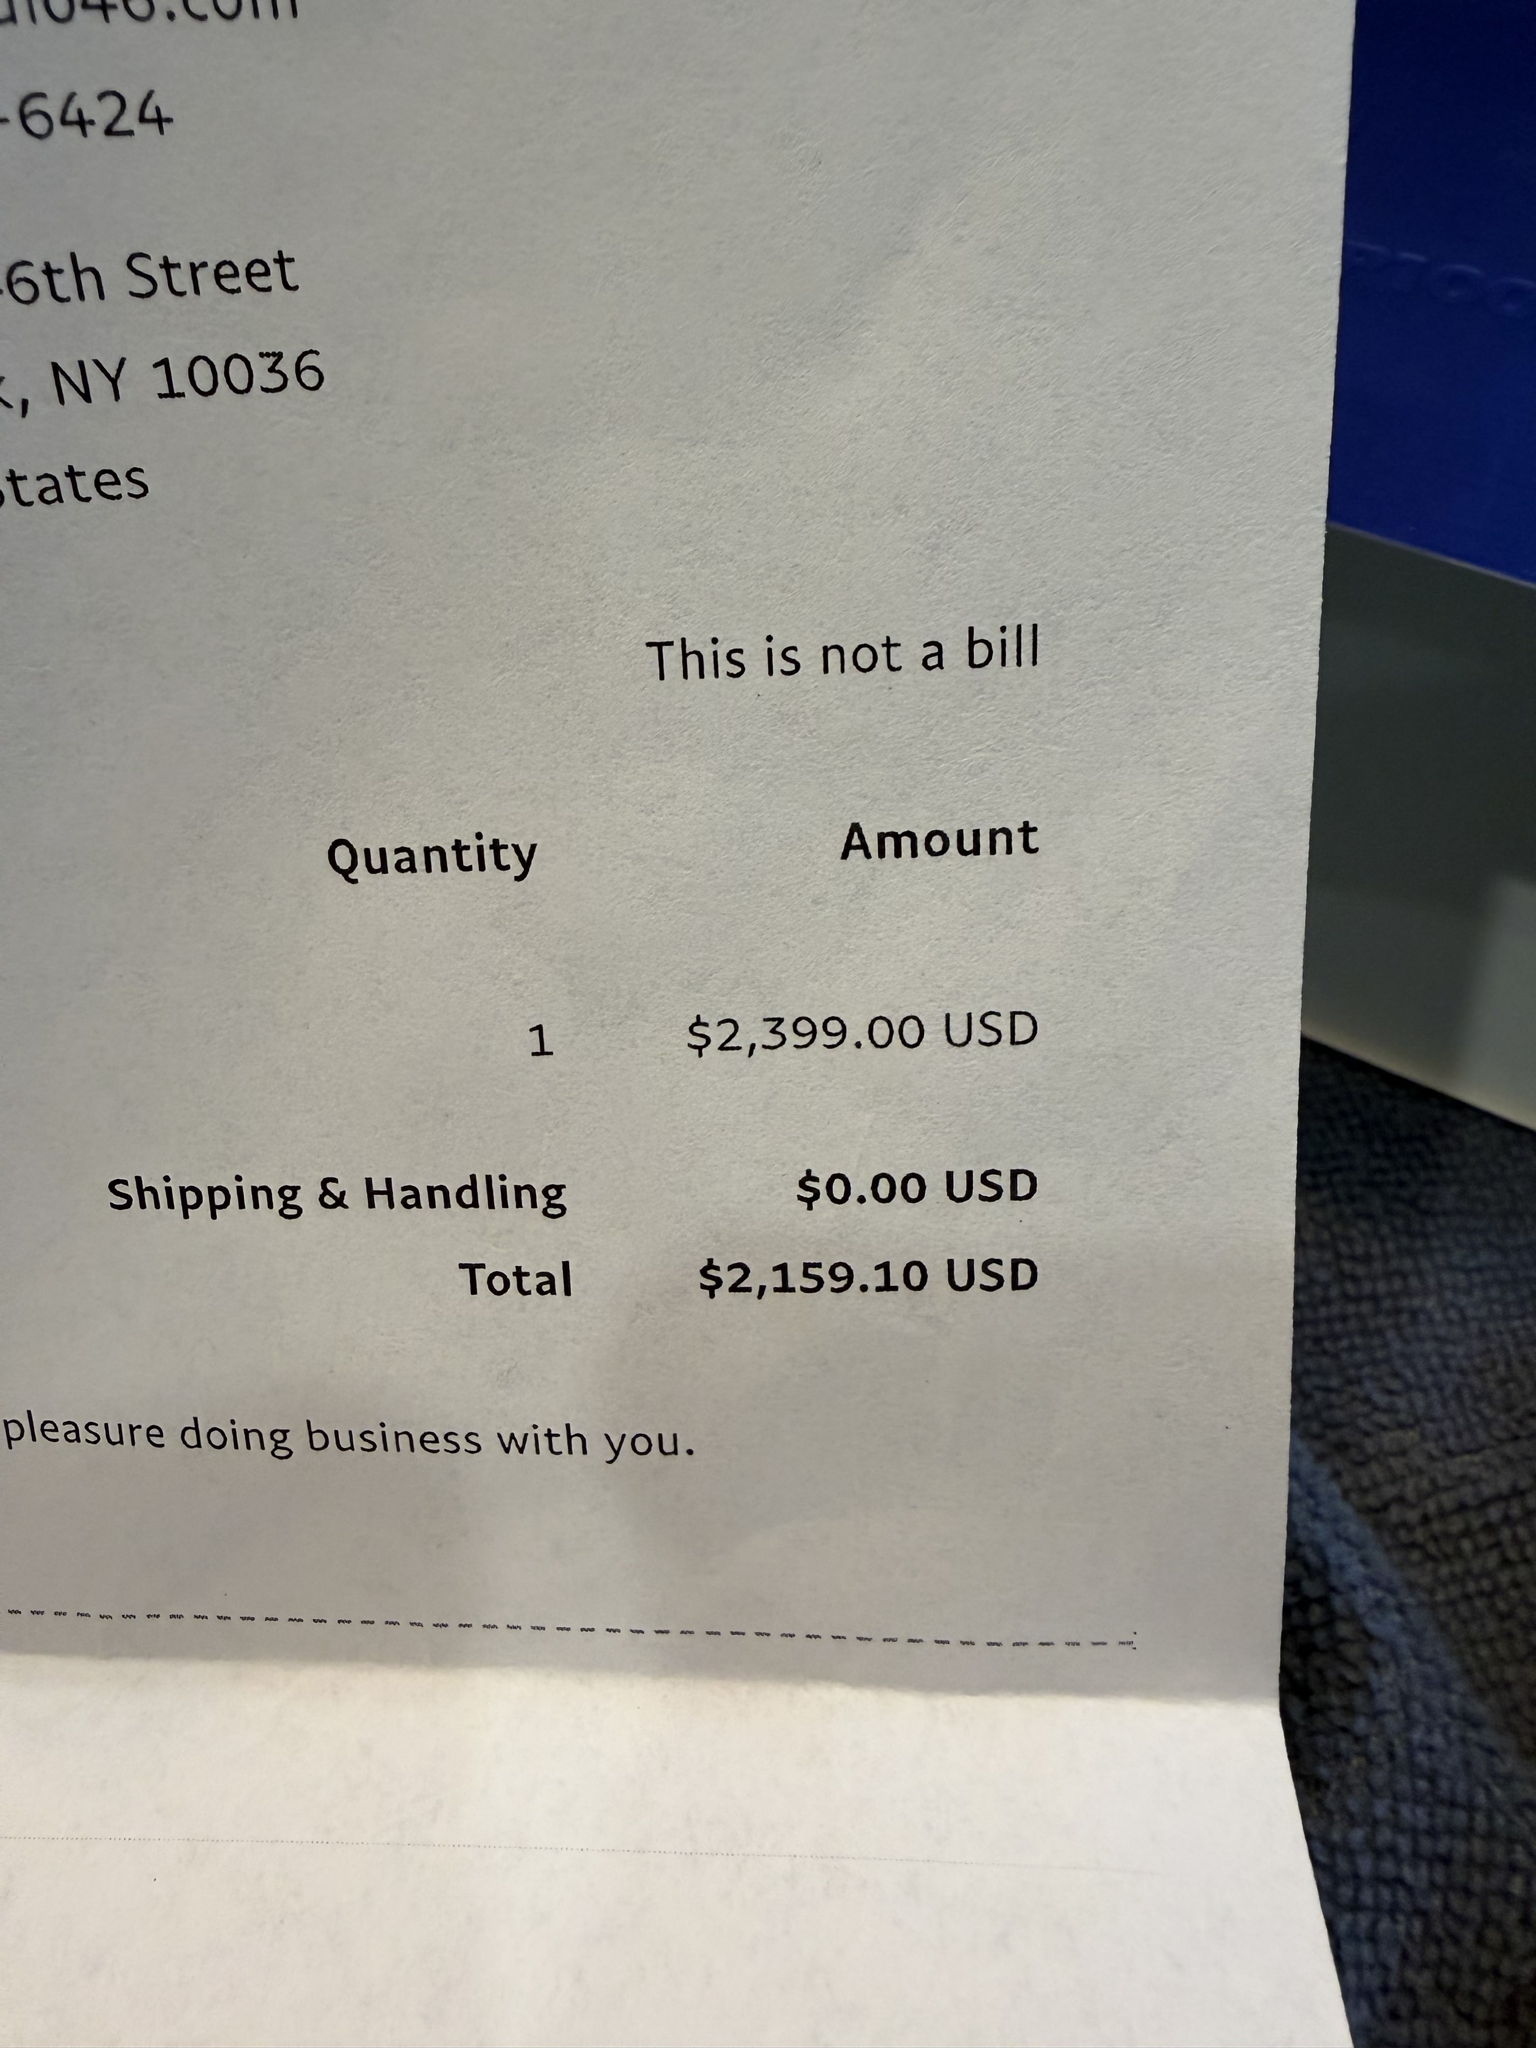 -6424
6th Street
, NY 10036
States
This is not a bill
Quantity Amount
1 $2,399.00 USD
Shipping & Handling $0.00 USD
Total $2,159.10 USD
pleasure doing business with you.